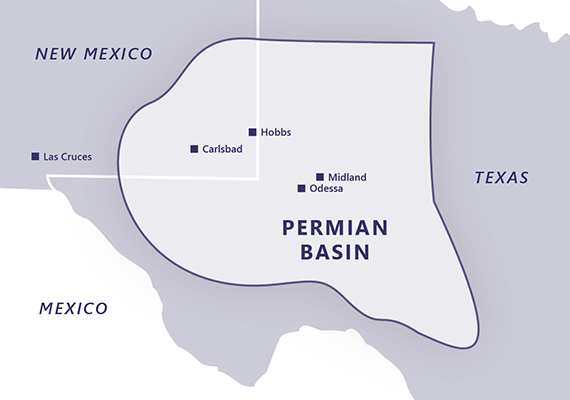 NEW MEXICO
Hobbs
Carlsbad
Las Cruces
Midland
TEXAS
Odessa
PERMIAN
BASIN
MEXICO